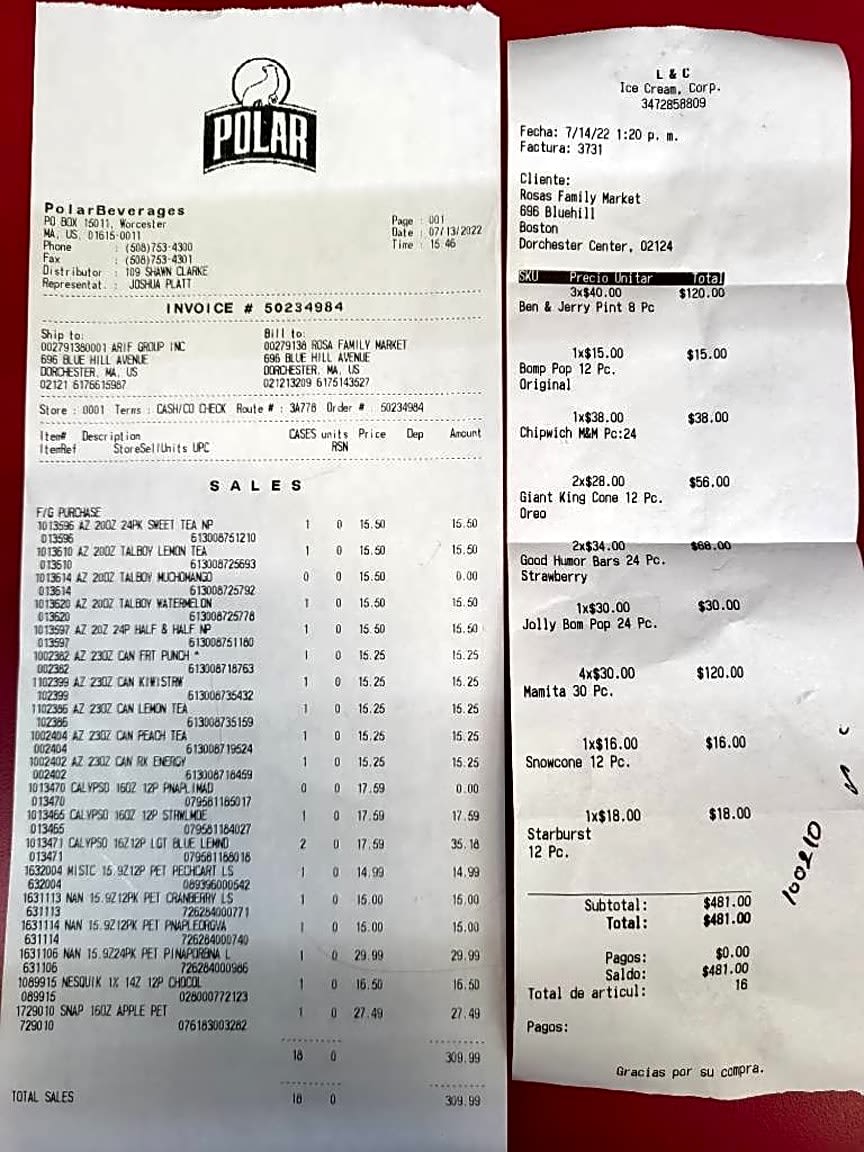 POLAR
PolarBeverages
PO BOX 15011, Worcester
MA, US, 01615-0011
Phone : (508)753-4300
Fax : (508)753-4301
Distributor : 109 SHAWN CLARKE
Representat. : JOSHUA PLATT
Page : 001
Date : 07/13/2022
Time : 15:46
INVOICE # 50234984
Ship to:
002791380001 ARIF GROUP INC
696 BLUE HILL AVENUE
DORCHESTER, MA, US
02121 6176615987
Bill to:
00279138 ROSA FAMILY MARKET
696 BLUE HILL AVENUE
DORCHESTER, MA, US
021213209 6175143527
Store : 0001 Terms : CASH/CO CHECK Route # : 3A778 Order # : 50234984
Item# Description CASES units Price Dep Amount
ItemRef StoreSellUnits UPC RSN
SALES
F/G PURCHASE
1013596 AZ 20OZ 24PK SWEET TEA NP 1 0 15.50 15.50
013596 613008751210
1013610 AZ 20OZ TALBOY LEMON TEA 1 0 15.50 15.50
013610 613008725693
1013614 AZ 20OZ TALBOY MUCHOMANGO 0 0 15.50 0.00
013614 613008725792
1013620 AZ 20OZ TALBOY WATERMELON 1 0 15.50 15.50
013620 613008725778
1013597 AZ 20Z 24P HALF & HALF NP 1 0 15.50 15.50
013597 613008751180
1002382 AZ 23OZ CAN FRT PUNCH ^ 1 0 15.25 15.25
002382 613008718763
1102399 AZ 23OZ CAN KIWISTRW 1 0 15.25 15.25
102399 613008735432
1102386 AZ 23OZ CAN LEMON TEA 1 0 15.25 15.25
102386 613008735159
1002404 AZ 23OZ CAN PEACH TEA 1 0 15.25 15.25
002404 613008719524
1002402 AZ 23OZ CAN RX ENERGY 1 0 15.25 15.25
002402 613008718459
1013470 CALYPSO 16OZ 12P PNAPLIMAD 0 0 17.59 0.00
013470 079581185017
1013465 CALYPSO 16OZ 12P STRWLMDE 1 0 17.59 17.59
013465 079581184027
1013471 CALYPSO 16Z12P LGT BLUE LEMND 2 0 17.59 35.18
013471 079581188018
1632004 MISTC 15.9Z12P PET PECHCART LS 1 0 14.99 14.99
632004 089396000542
1631113 NAN 15.9Z12PK PET CRANBERRY LS 1 0 15.00 15.00
631113 726284000771
1631114 NAN 15.9Z12PK PET PNAPLEORGVA 1 0 15.00 15.00
631114 726284000740
1631106 NAN 15.9Z24PK PET PINAPORBNA L 1 0 29.99 29.99
631106 726284000986
1089915 NESQUIK 1% 14Z 12P CHOCOL 1 0 16.50 16.50
089915 028000772123
1729010 SNAP 16OZ APPLE PET 1 0 27.49 27.49
729010 076183003282
18 0 309.99
TOTAL SALES 18 0 309.99
L & C
Ice Cream, Corp.
3472858809
Fecha: 7/14/22 1:20 p. m.
Factura: 3731
Cliente:
Rosas Family Market
696 Bluehill
Boston
Dorchester Center, 02124
SKU Precio Unitar Total
3x$40.00 $120.00
Ben & Jerry Pint 8 Pc
1x$15.00 $15.00
Bomp Pop 12 Pc.
Original
1x$38.00 $38.00
Chipwich M&M Pc:24
2x$28.00 $56.00
Giant King Cone 12 Pc.
Oreo
2x$34.00 $68.00
Good Humor Bars 24 Pc.
Strawberry
1x$30.00 $30.00
Jolly Bom Pop 24 Pc.
4x$30.00 $120.00
Mamita 30 Pc.
1x$16.00 $16.00
Snowcone 12 Pc.
1x$18.00 $18.00
Starburst
12 Pc.
Subtotal: $481.00
Total: $481.00
Pagos: $0.00
Saldo: $481.00
Total de articul: 16
Pagos:
Gracias por su compra.
100210